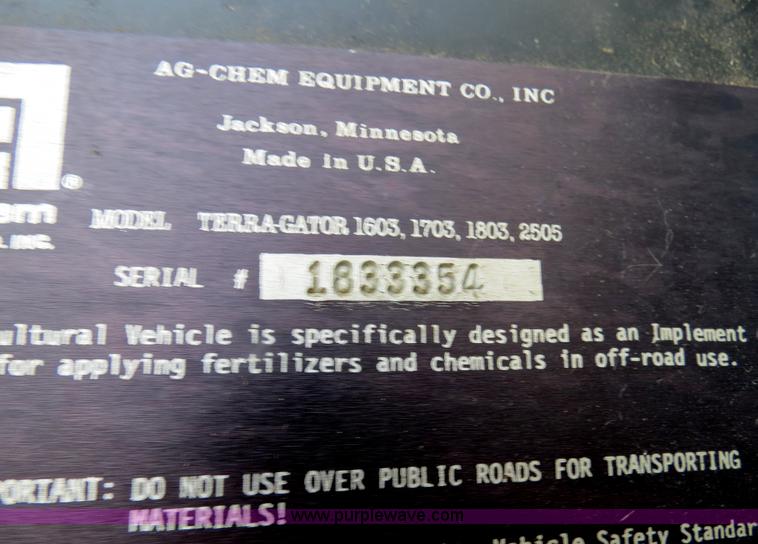 AG-CHEM EQUIPMENT CO., INC
Jackson, Minnesota
Made in U.S.A.
®
MODEL TERRA-GATOR 1603, 1703, 1803, 2505
INC.
SERIAL # 1833354
ultural Vehicle is specifically designed as an Implement
for applying fertilizers and chemicals in off-road use.
PORTANT: DO NOT USE OVER PUBLIC ROADS FOR TRANSPORTING
MATERIALS!
www.purplewave.com
Vehicle Safety Standar